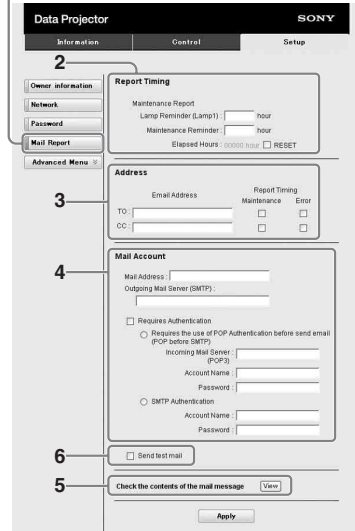 Data Projector
SONY
Information Control Setup
2
Owner information
Network
Password
Mail Report
Advanced Menu
Report Timing
Maintenance Report
Lamp Reminder (Lamp1) : hour
Maintenance Reminder : hour
Elapsed Hours : 00000 hour RESET
3
Address
Email Address
Report Timing
Maintenance Error
TO :
CC :
4
Mail Account
Mail Address :
Outgoing Mail Server (SMTP) :
Requires Authentication
Requires the use of POP Authentication before send email
(POP before SMTP)
Incoming Mail Server :
(POP3)
Account Name :
Password :
SMTP Authentication
Account Name :
Password :
6
Send test mail
5
Check the contents of the mail message View
Apply